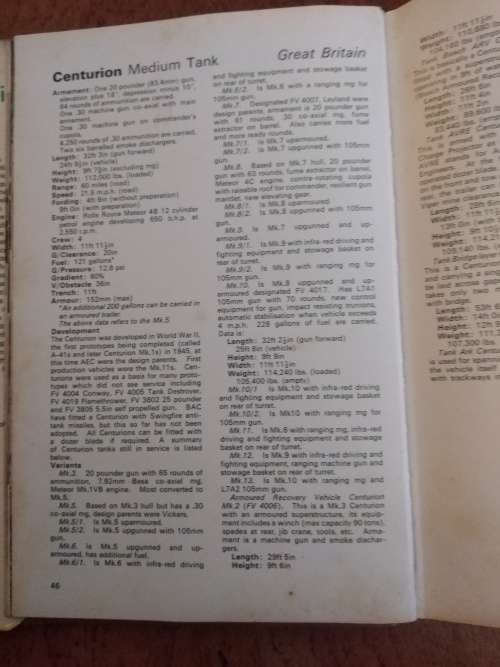 Centurion Medium Tank
Great Britain
Armament: One 20 pounder (83.4mm) gun,
elevation plus 18°, depression minus 10°,
64 rounds of ammunition are carried.
One .30 machine gun co-axial with main
armament.
One .30 machine gun on commander's
cupola.
4,250 rounds of .30 ammunition are carried.
Two six barrelled smoke dischargers.
Length: 32ft 3in (gun forward)
24ft 9½in (vehicle)
Height: 9ft 7¾in (excluding mg)
Weight: 112,000 lbs. (loaded)
Range: 60 miles (road)
Speed: 21.5 m.p.h. (road)
Fording: 4ft 9in (without preparation)
9ft 0in (with preparation)
Engine: Rolls Royce Meteor 4B 12 cylinder
petrol engine developing 650 b.h.p. at
2,550 r.p.m.
Crew: 4
Width: 11ft 11½in
G/Clearance: 20in
Fuel: 121 gallons*
G/Pressure: 12.8 psi
Gradient: 60%
V/Obstacle: 36in
Trench: 11ft
Armour: 152mm (max)
*An additional 200 gallons can be carried in
an armoured trailer.
The above data refers to the Mk.5
Development
The Centurion was developed in World War II,
the first prototypes being completed (called
A-41s and later Centurion Mk.1s) in 1945, at
this time AEC were the design parents. First
production vehicles were the Mk.11s. Cen-
turions were used as a basis for many proto-
types which did not see service including
FV 4004 Conway, FV 4005 Tank Destroyer,
FV 4019 Flamethrower, FV 3802 25 pounder
and FV 3805 5.5in self propelled gun. BAC
have fitted a Centurion with Swingfire anti-
tank missiles, but this so far has not been
adopted. All Centurions can be fitted with
a dozer blade if required. A summary
of Centurion tanks still in service is listed
below.
Variants
Mk.3. 20 pounder gun with 65 rounds of
ammunition, 7.92mm Besa co-axial mg,
Meteor Mk.1VB engine. Most converted to
Mk.5.
Mk.5. Based on Mk.3 hull but has a .30
co-axial mg, design parents were Vickers.
Mk.5/1. Is Mk.5 uparmoured.
Mk.5/2. Is Mk.5 upgunned with 105mm
gun.
Mk.6. Is Mk.5 upgunned and up-
armoured, has additional fuel.
Mk.6/1. Is Mk.6 with infra-red driving
and fighting equipment and stowage basket
on rear of turret.
Mk.6/2. Is Mk.6 with a ranging mg for
105mm gun.
Mk.7. Designated FV 4007, Leyland were
design parents, armament is 20 pounder gun
with 61 rounds, .30 co-axial mg, fume
extractor on barrel. Also carries more fuel
and more ready rounds.
Mk.7/1. Is Mk.7 uparmoured.
Mk.7/2. Is Mk.7 upgunned with 105mm
gun.
Mk.8. Based on Mk.7 hull, 20 pounder
gun with 63 rounds, fume extractor on barrel,
Meteor 4C engine, contra-rotating cupola
with raiseable roof for commander, resilient gun
mantlet, new elevating gear.
Mk.8/1. Is Mk.8 uparmoured.
Mk.8/2. Is Mk.8 upgunned with 105mm
gun.
Mk.9. Is Mk.7 upgunned and up-
armoured.
Mk.9/1. Is Mk.9 with infra-red driving and
fighting equipment and stowage basket on
rear of turret.
Mk.9/2. Is Mk.9 with ranging mg for
105mm gun.
Mk.10. Is Mk.8 upgunned and up-
armoured designated FV 4017. Has L7A1
105mm gun with 70 rounds, new control
equipment for gun, impact resisting trunions,
automatic stabilisation when vehicle exceeds
4 m.p.h. 228 gallons of fuel are carried.
Data is:
Length: 32ft 2½in (gun forward)
25ft 8in (vehicle)
Height: 9ft 9in
Width: 11ft 11½in
Weight: 114,240 lbs. (loaded)
105,400 lbs. (empty)
Mk.10/1 Is Mk.10 with infra-red driving
and fighting equipment and stowage basket
on rear of turret.
Mk.10/2. Is Mk.10 with ranging mg for
105mm gun.
Mk.11. Is Mk.6 with ranging mg, infra-red
driving and fighting equipment and stowage
basket on rear of turret.
Mk.12. Is Mk.9 with infra-red driving and
fighting equipment, ranging machine gun and
stowage basket on rear of turret.
Mk.13. Is Mk.10 with ranging mg and
L7A2 105mm gun.
Armoured Recovery Vehicle Centurion
Mk.2 (FV 4006). This is a Mk.3 Centurion
with an armoured superstructure, its equip-
ment includes a winch (max capacity 90 tons),
spades at rear, jib crane, tools, etc. Arma-
ment is a machine gun and smoke dischar-
gers.
Length: 29ft 5in
Height: 9ft 6in
46